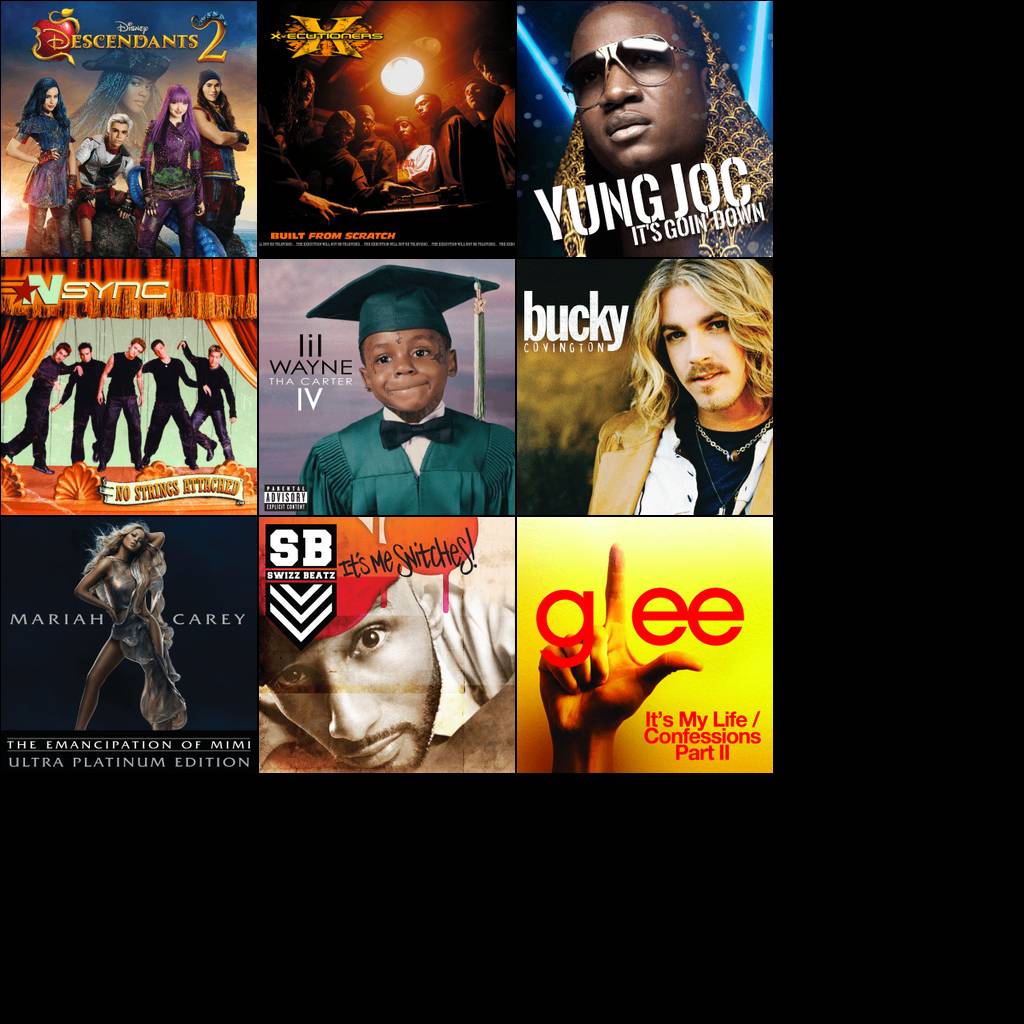 Disney
DESCENDANTS 2
X-ECUTIONERS
BUILT FROM SCRATCH
YUNG JOC
IT'S GOIN' DOWN
NSYNC
NO STRINGS ATTACHED
lil
WAYNE
THA CARTER
IV
PARENTAL
ADVISORY
EXPLICIT CONTENT
bucky
COVINGTON
MARIAH CAREY
THE EMANCIPATION OF MIMI
ULTRA PLATINUM EDITION
SB
SWIZZ BEATZ
IT'S ME SNITCHES!
glee
It's My Life /
Confessions
Part II